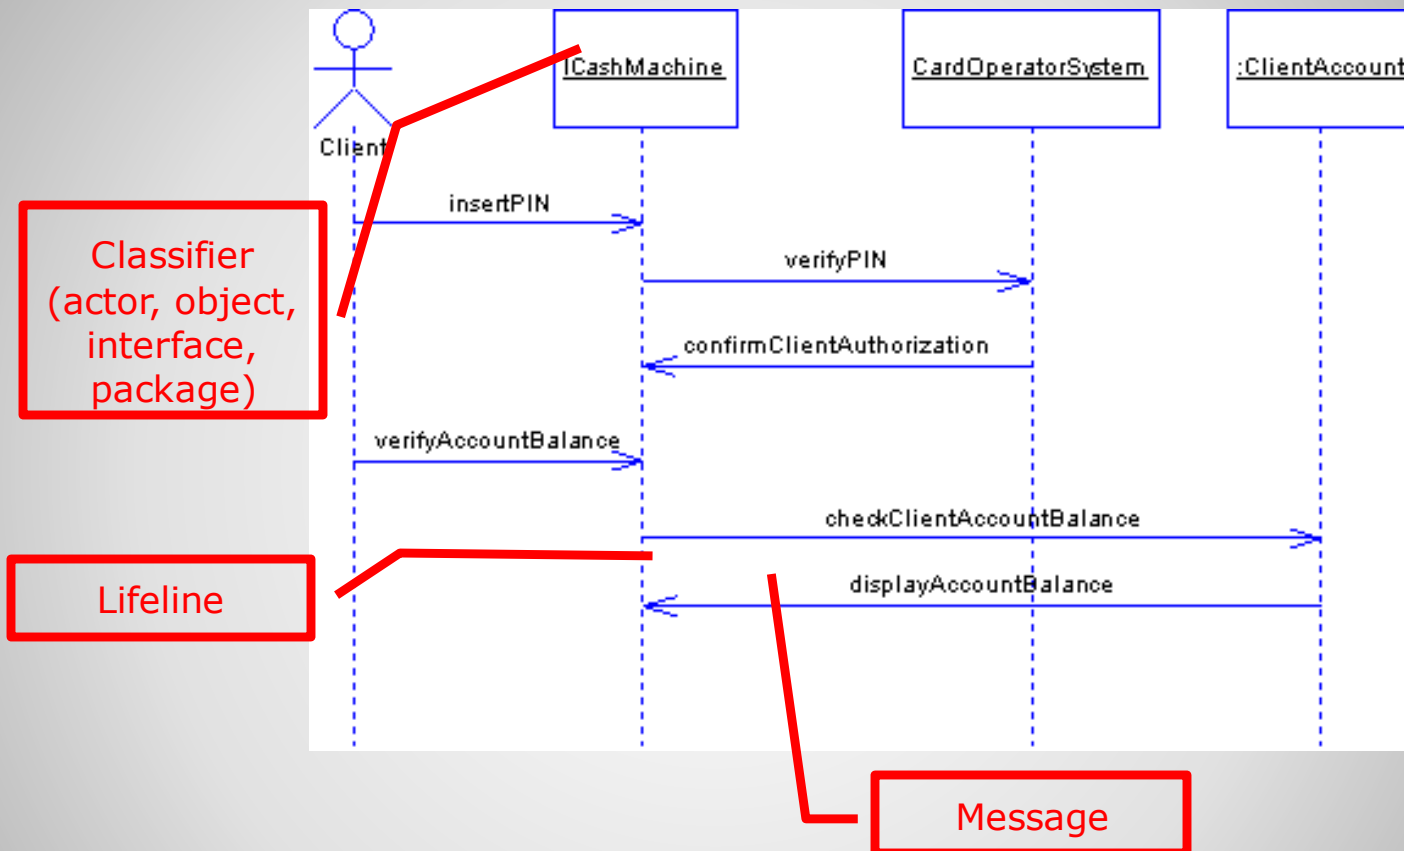 ICashMachine
CardOperatorSystem
:ClientAccount
Client
insertPIN
Classifier
(actor, object,
interface,
package)
verifyPIN
confirmClientAuthorization
verifyAccountBalance
checkClientAccountBalance
Lifeline
displayAccountBalance
Message